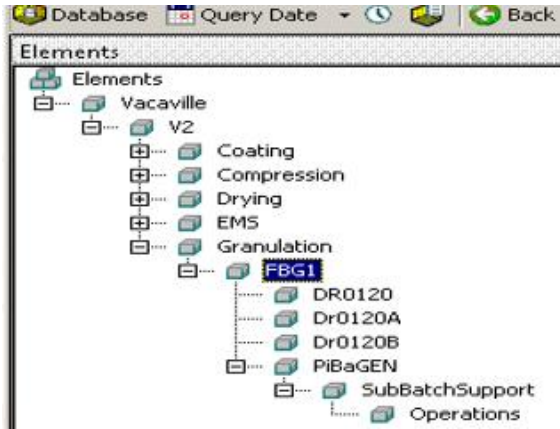 Database Query Date Back
Elements
Elements
Vacaville
V2
Coating
Compression
Drying
EMS
Granulation
FBG1
DR0120
Dr0120A
Dr0120B
PiBaGEN
SubBatchSupport
Operations